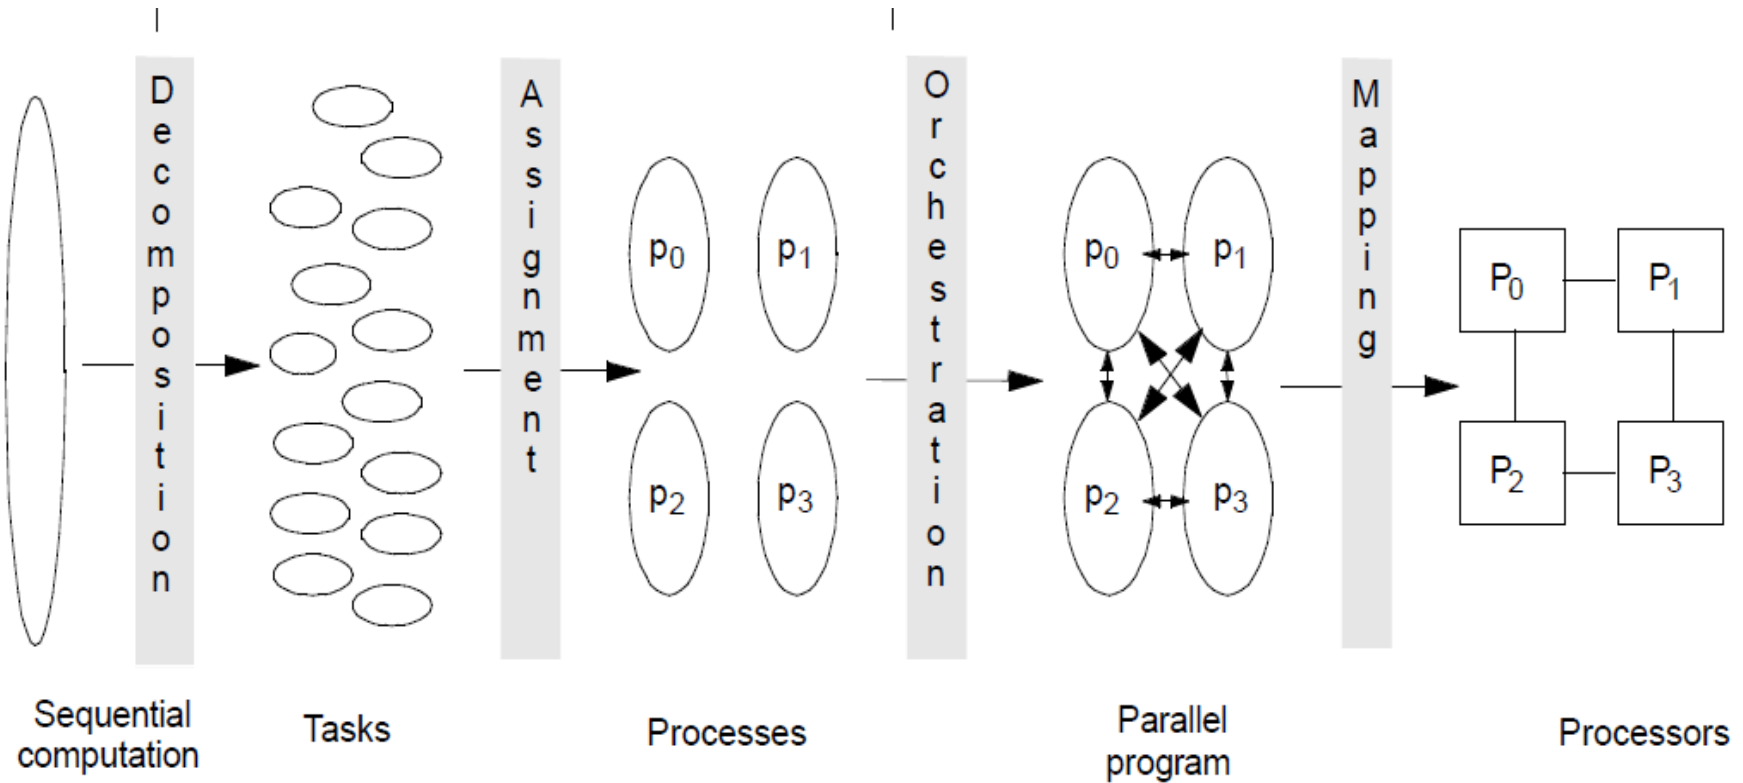 Decomposition
Assignment
Orchestration
Mapping
p0 p1
p2 p3
p0 p1
p2 p3
P0 P1
P2 P3
Sequential
computation
Tasks
Processes
Parallel
program
Processors